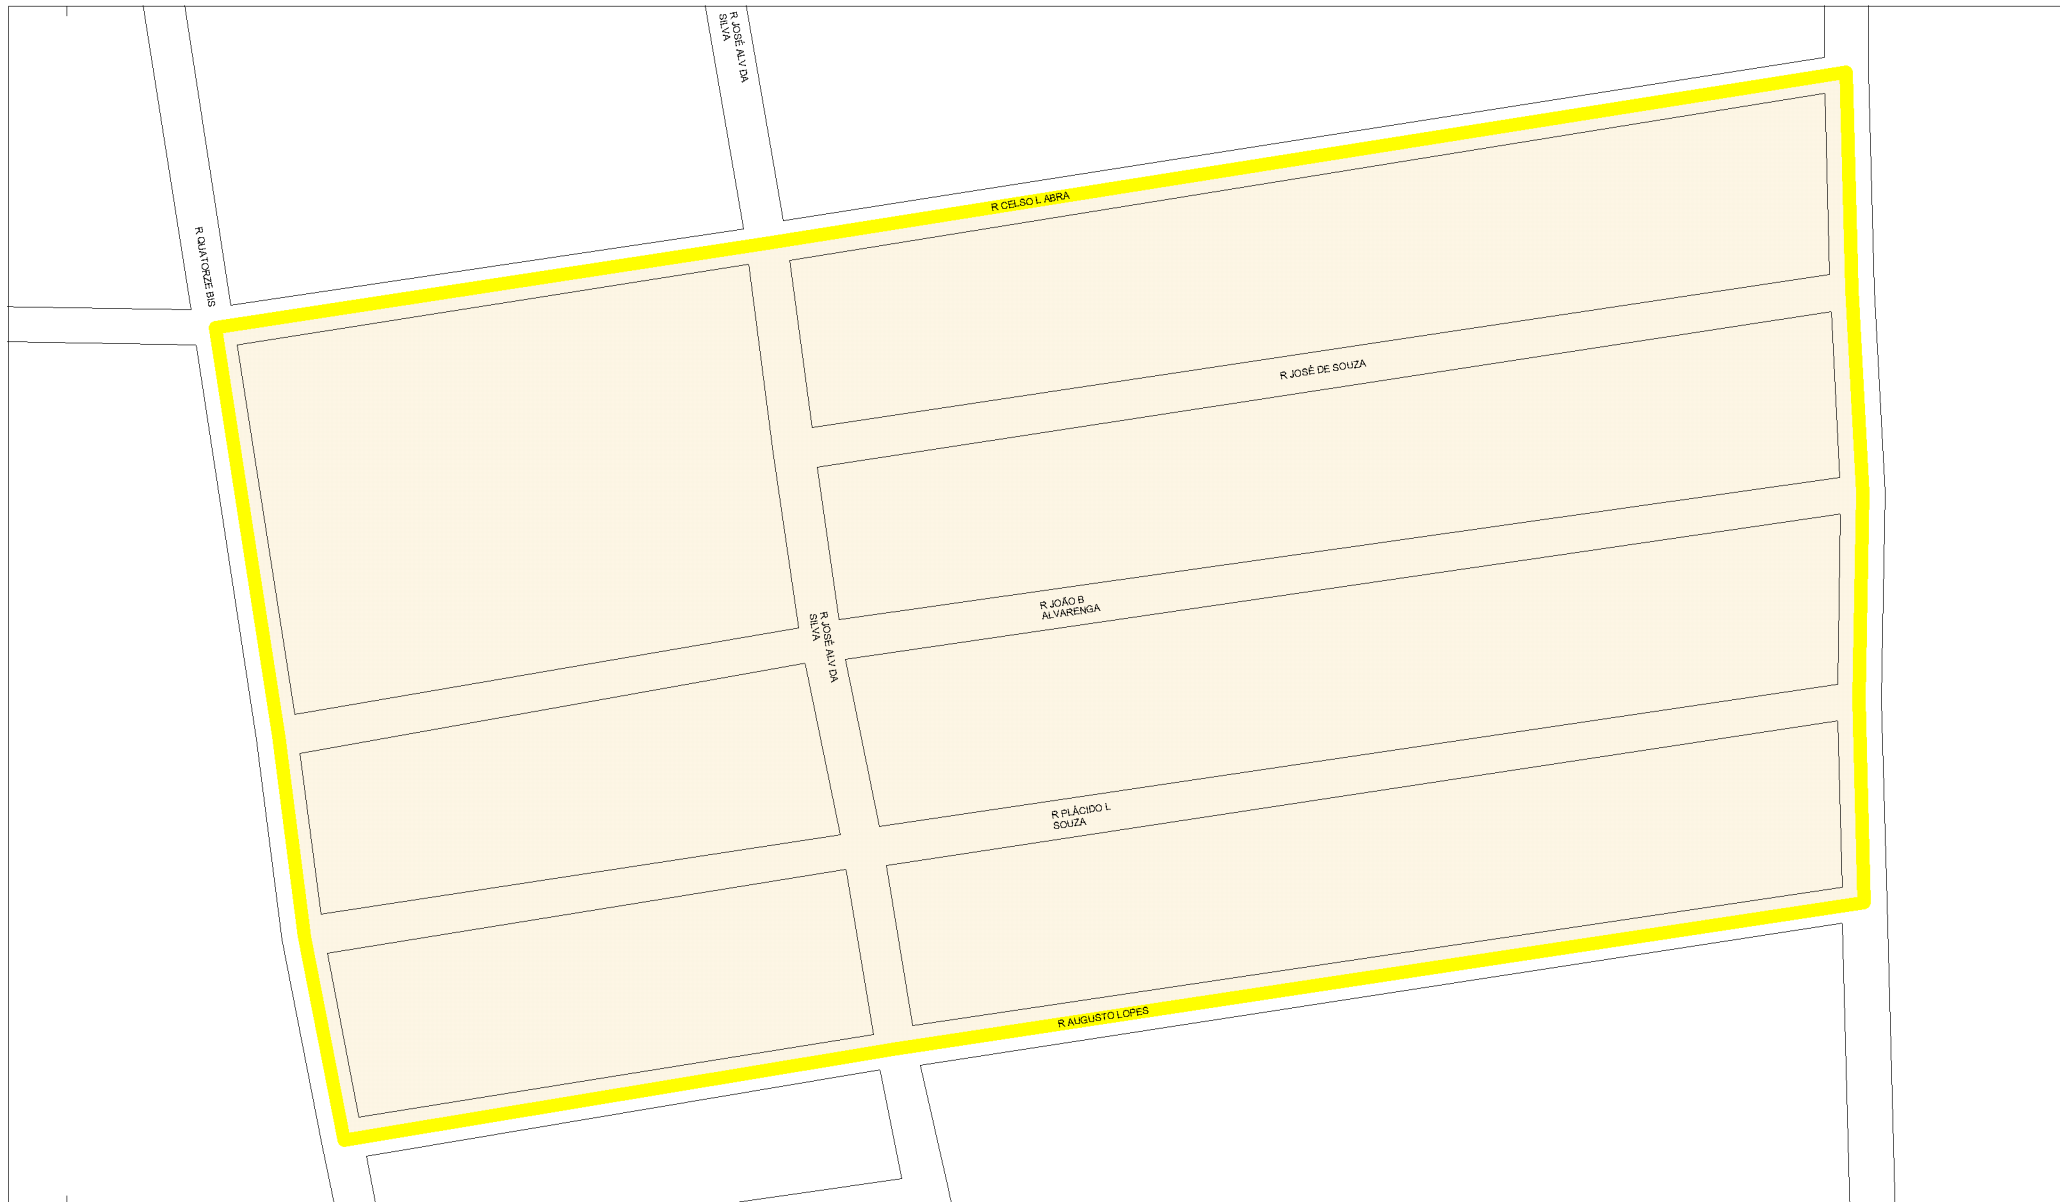 R JOSÉ ALV DA
SILVA
R CELSO L ABRA
R QUATORZE BIS
R JOSÉ DE SOUZA
R JOÃO B
ALVARENGA
R JOSÉ ALV DA
SILVA
R PLÁCIDO L
SOUZA
R AUGUSTO LOPES